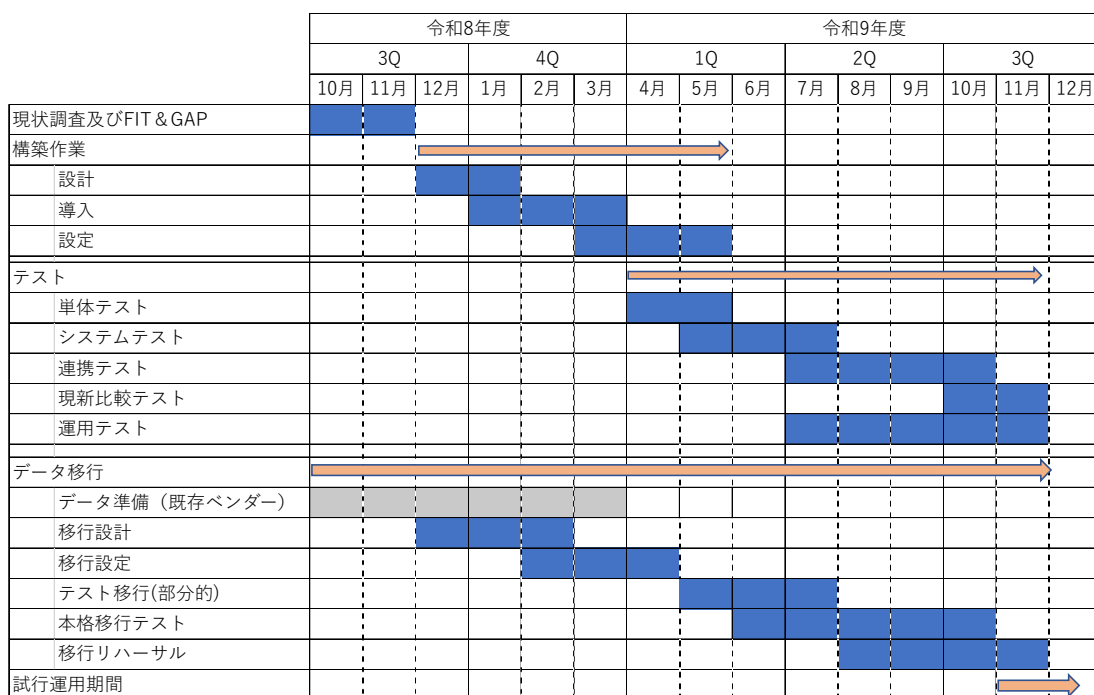 令和8年度 令和9年度
3Q 4Q 1Q 2Q 3Q
10月 11月 12月 1月 2月 3月 4月 5月 6月 7月 8月 9月 10月 11月 12月
現状調査及びFIT＆GAP
構築作業
設計
導入
設定
テスト
単体テスト
システムテスト
連携テスト
現新比較テスト
運用テスト
データ移行
データ準備（既存ベンダー）
移行設計
移行設定
テスト移行(部分的)
本格移行テスト
移行リハーサル
試行運用期間